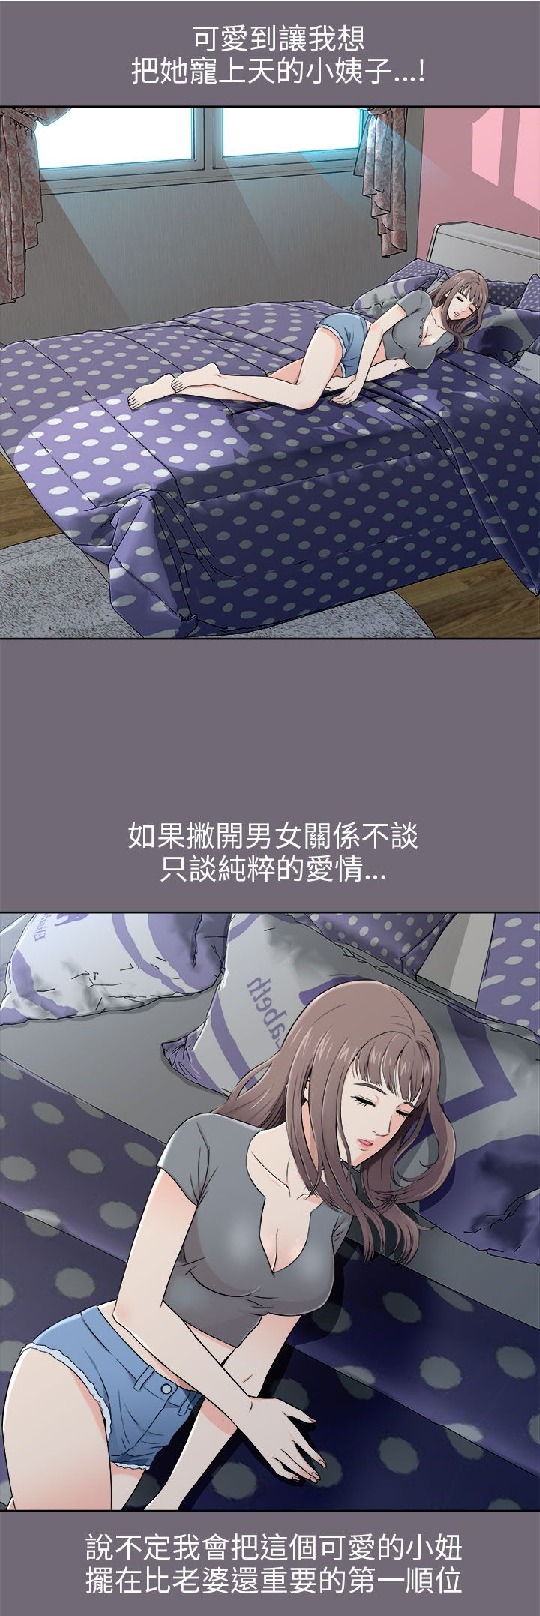 可愛到讓我想
把她寵上天的小姨子...!
如果撇開男女關係不談
只談純粹的愛情...
說不定我會把這個可愛的小妞
擺在比老婆還重要的第一順位